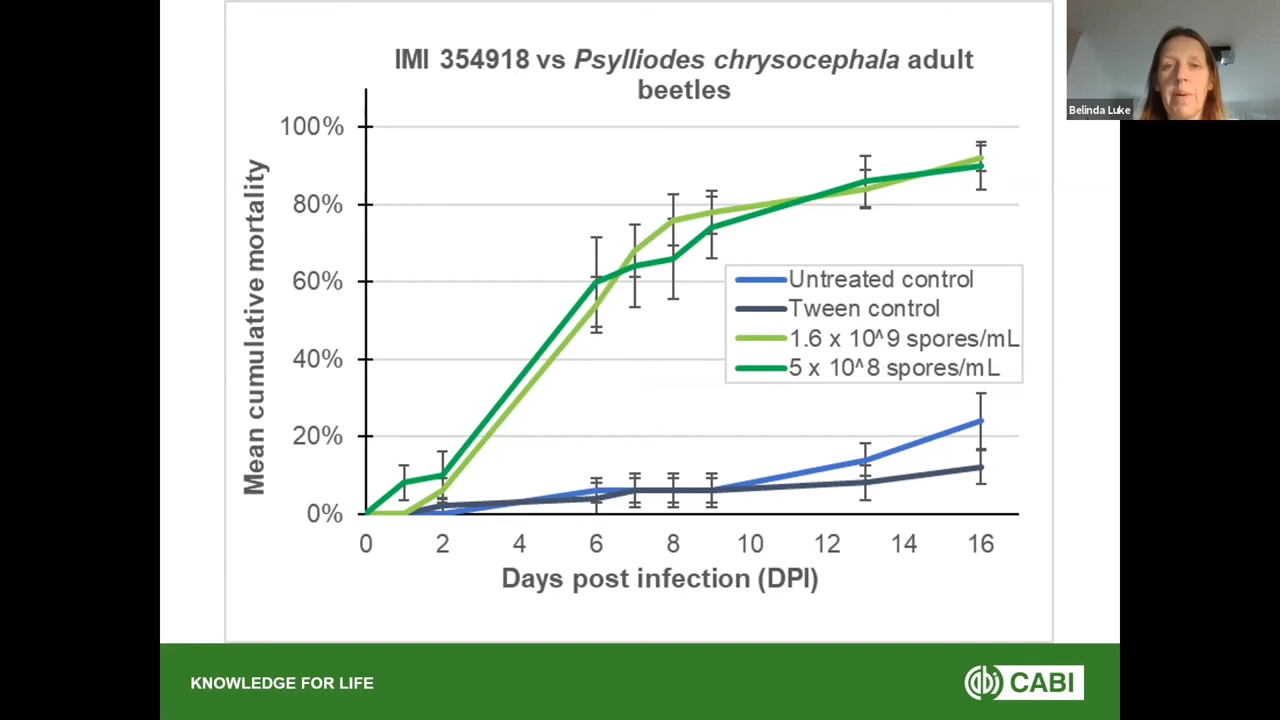 IMI 354918 vs Psylliodes chrysocephala adult
beetles
Belinda Luke
Mean cumulative mortality
100%
80%
60%
40%
20%
0%
Untreated control
Tween control
1.6 x 10^9 spores/mL
5 x 10^8 spores/mL
0 2 4 6 8 10 12 14 16
Days post infection (DPI)
KNOWLEDGE FOR LIFE
cabi CABI